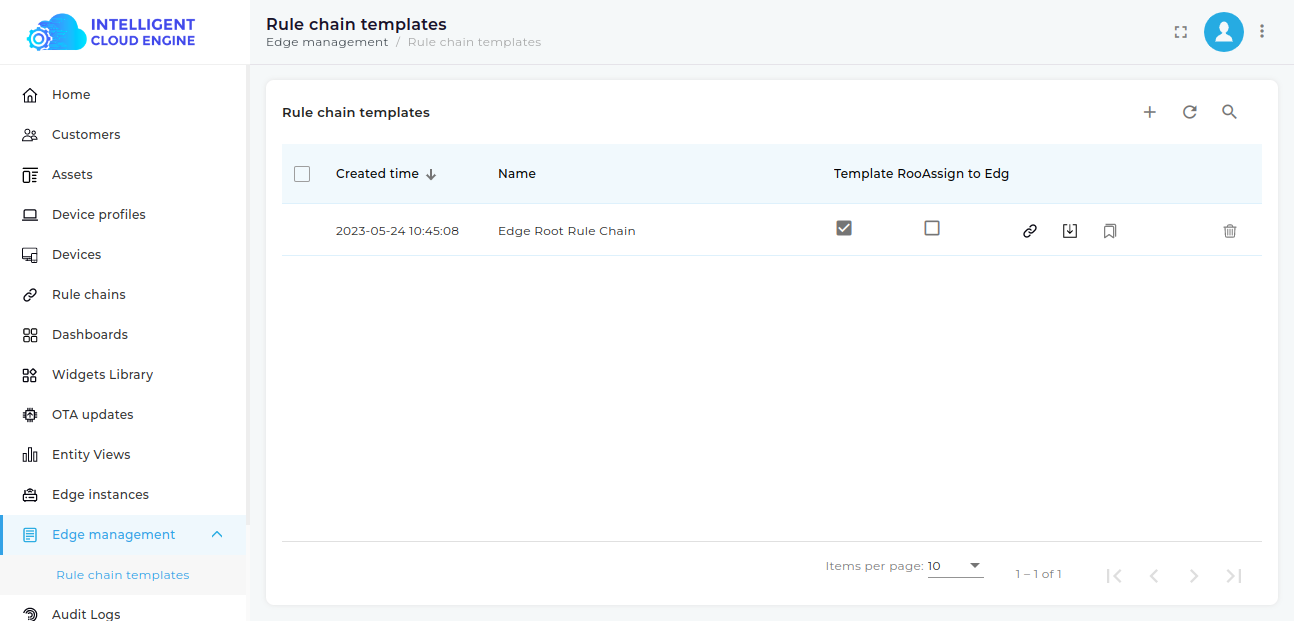 INTELLIGENT
CLOUD ENGINE
Rule chain templates
Edge management / Rule chain templates
Home
Customers
Assets
Device profiles
Devices
Rule chains
Dashboards
Widgets Library
OTA updates
Entity Views
Edge instances
Edge management
Rule chain templates
Audit Logs
Rule chain templates
Created time Name Template RooAssign to Edg
2023-05-24 10:45:08 Edge Root Rule Chain
Items per page: 10 1 – 1 of 1